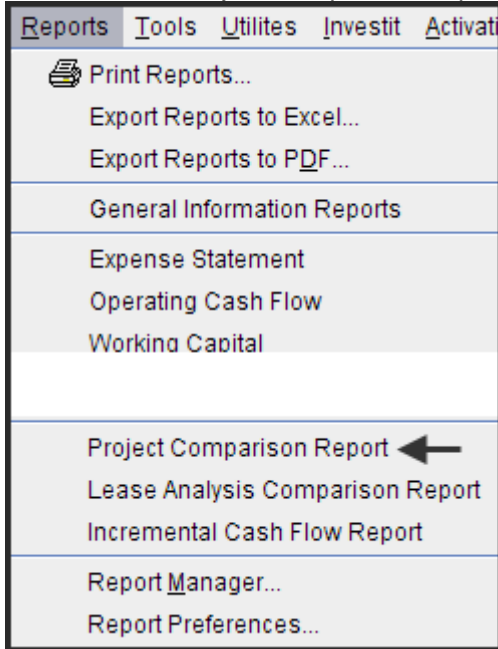 Reports Tools Utilites Investit Activati
Print Reports...
Export Reports to Excel...
Export Reports to PDF...
General Information Reports
Expense Statement
Operating Cash Flow
Working Capital
Project Comparison Report
Lease Analysis Comparison Report
Incremental Cash Flow Report
Report Manager...
Report Preferences...